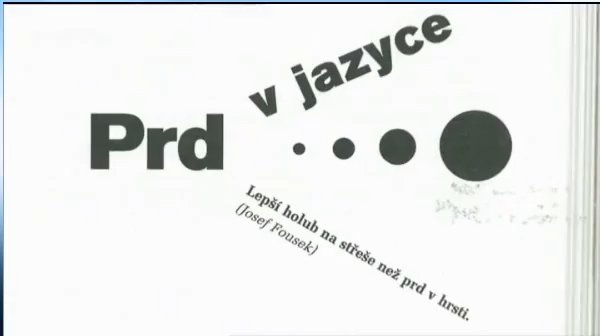 Prd
v jazyce
Lepší holub na střeše než prd v hrsti.
(Josef Fousek)